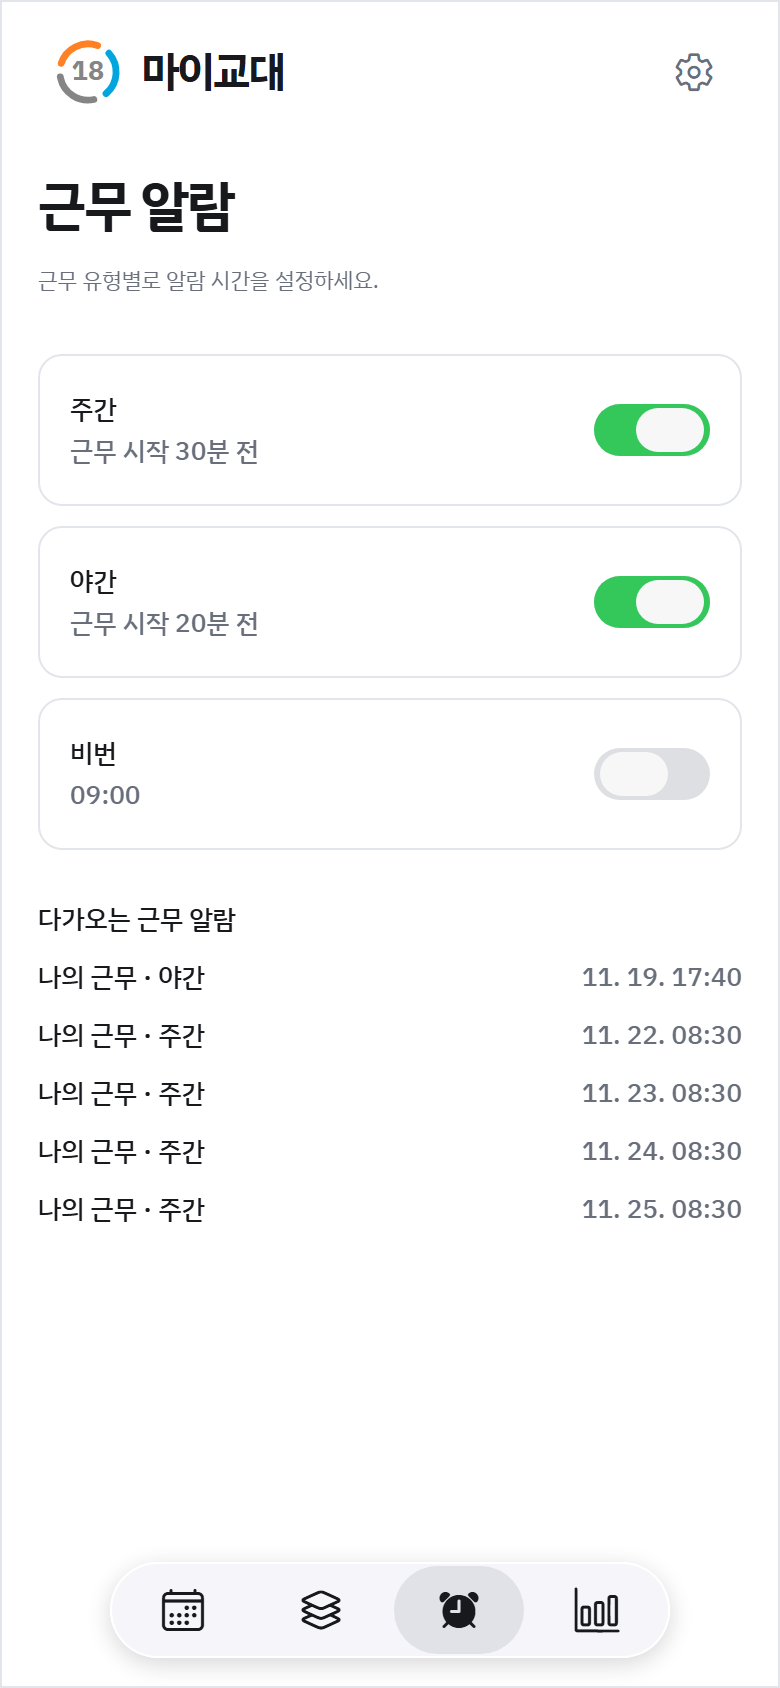 18 마이교대
근무 알람
근무 유형별로 알람 시간을 설정하세요.
주간
근무 시작 30분 전
야간
근무 시작 20분 전
비번
09:00
다가오는 근무 알람
나의 근무 · 야간 11. 19. 17:40
나의 근무 · 주간 11. 22. 08:30
나의 근무 · 주간 11. 23. 08:30
나의 근무 · 주간 11. 24. 08:30
나의 근무 · 주간 11. 25. 08:30